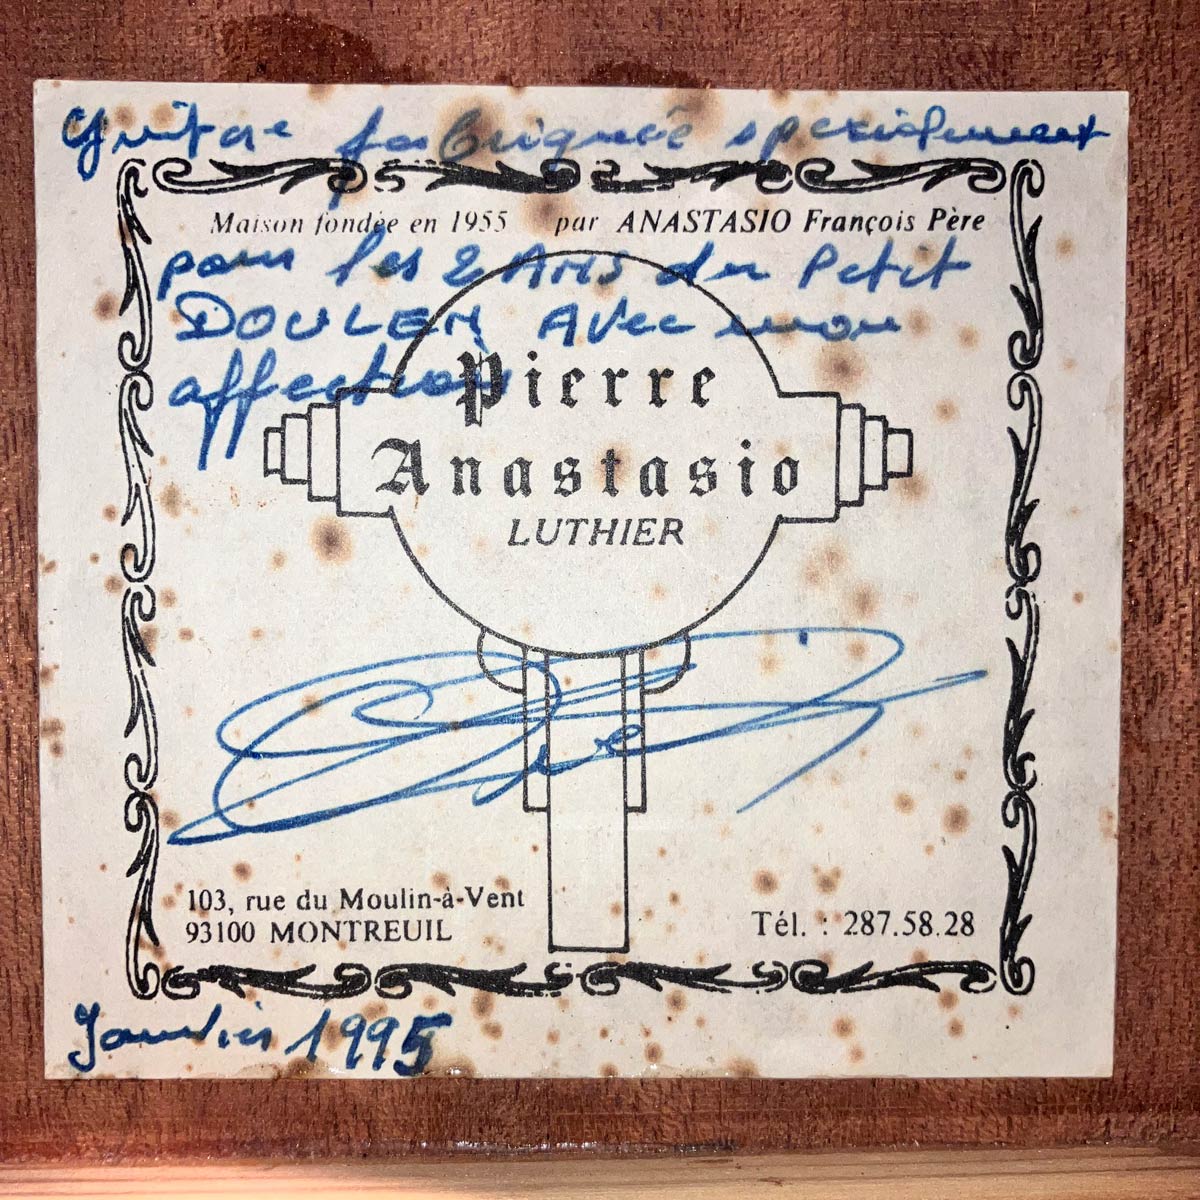 Guitare fabriquée spécialement
Maison fondée en 1955 par ANASTASIO François Père
pour les 2 ANS du Petit
DOULEN Avec mon
affection
Pierre
Anastasio
LUTHIER
103, rue du Moulin-à-Vent
93100 MONTREUIL
Tél. : 287.58.28
Janvier 1995